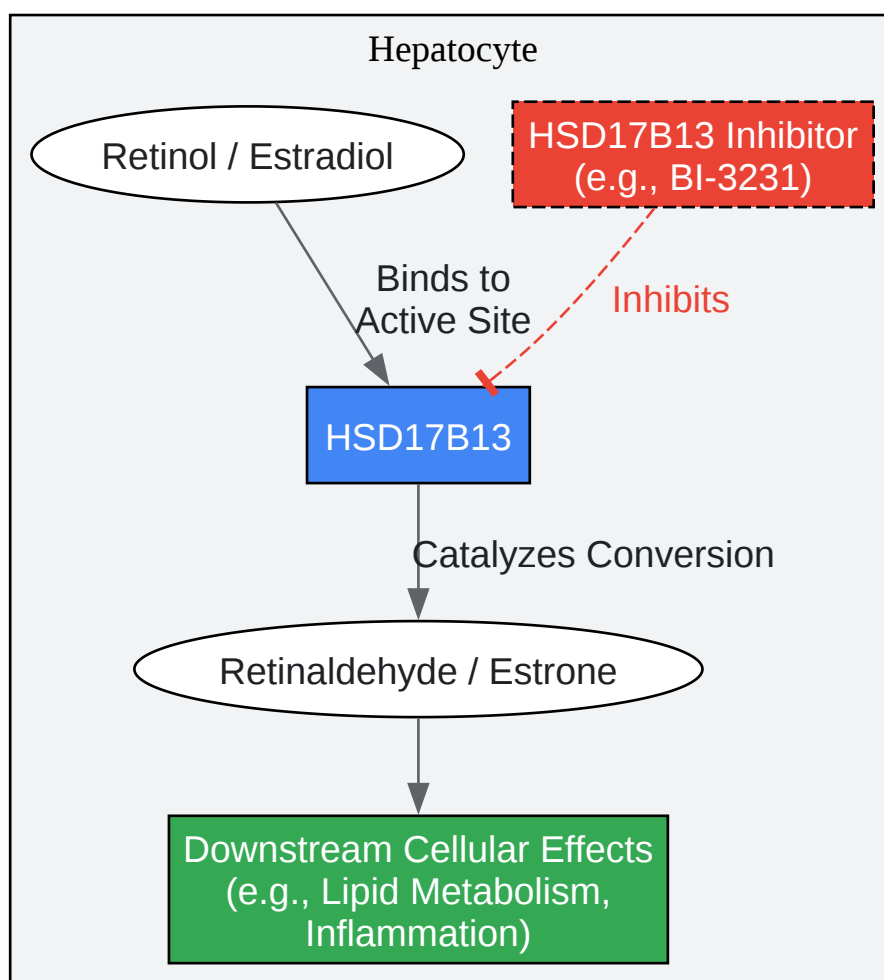 Hepatocyte
Retinol / Estradiol
HSD17B13 Inhibitor
(e.g., BI-3231)
Binds to
Active Site
Inhibits
HSD17B13
Catalyzes Conversion
Retinaldehyde / Estrone
Downstream Cellular Effects
(e.g., Lipid Metabolism,
Inflammation)